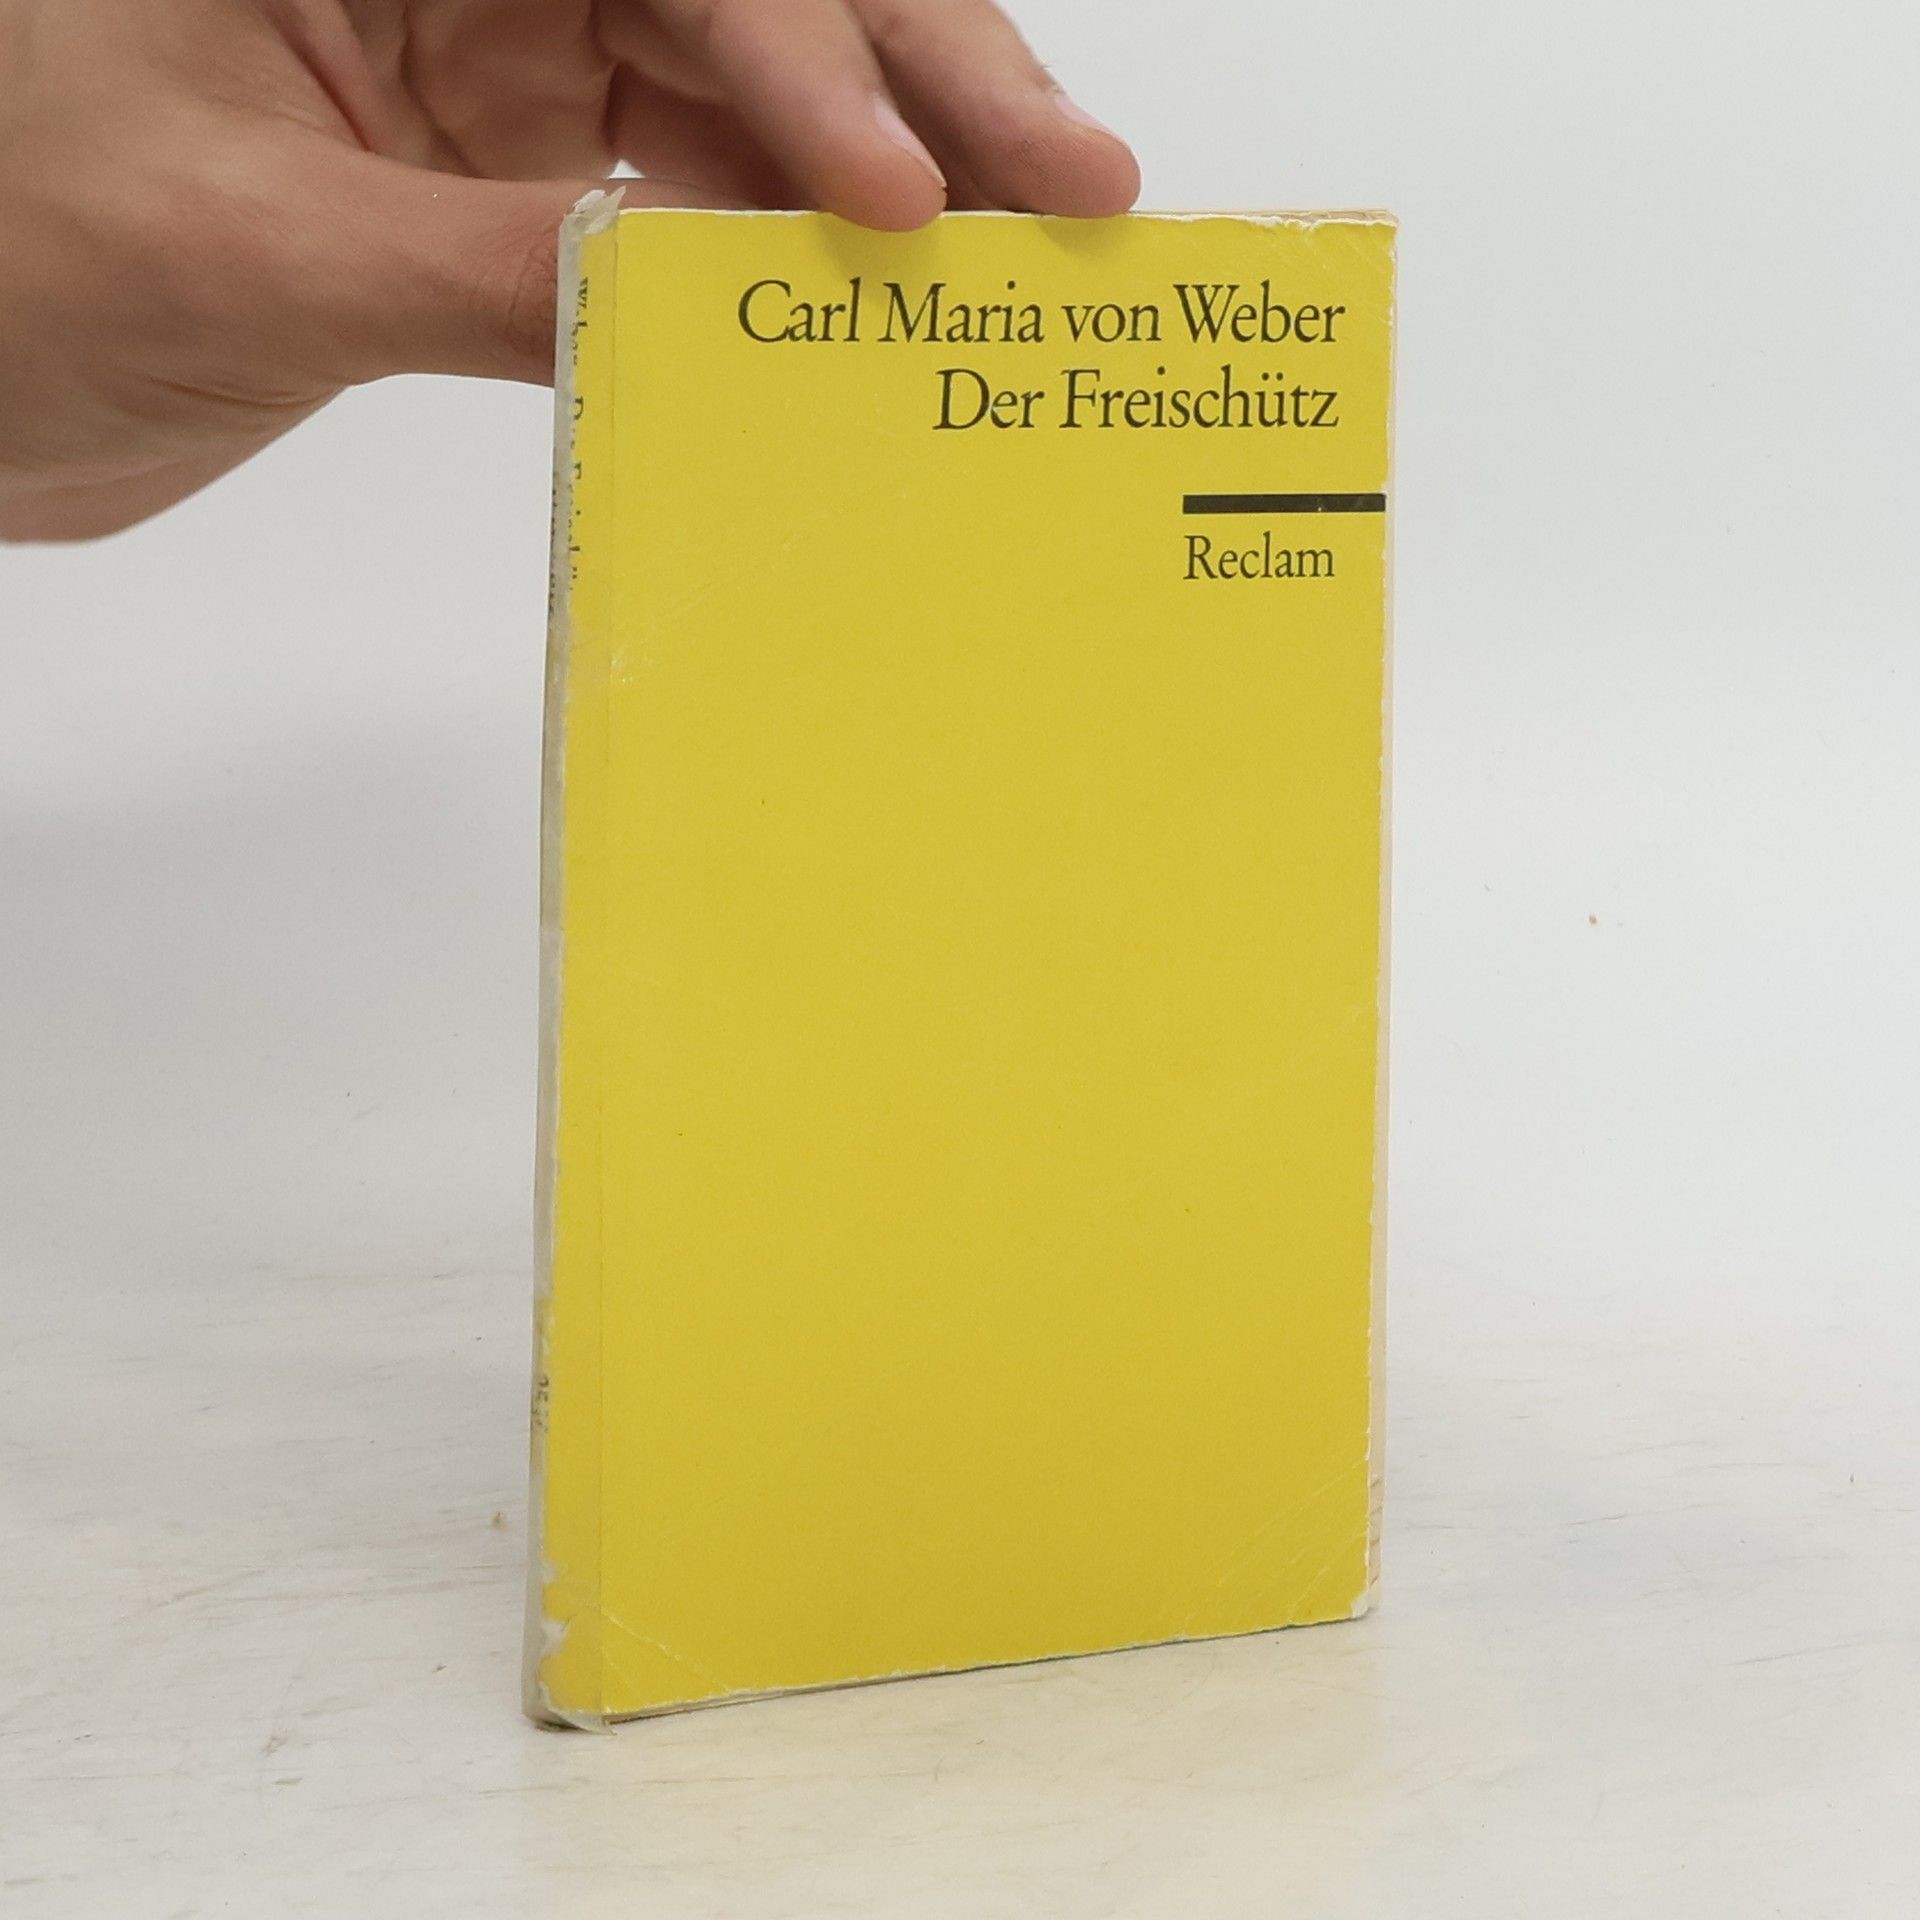 Carl Maria von Weber
Der Freischütz
Reclam